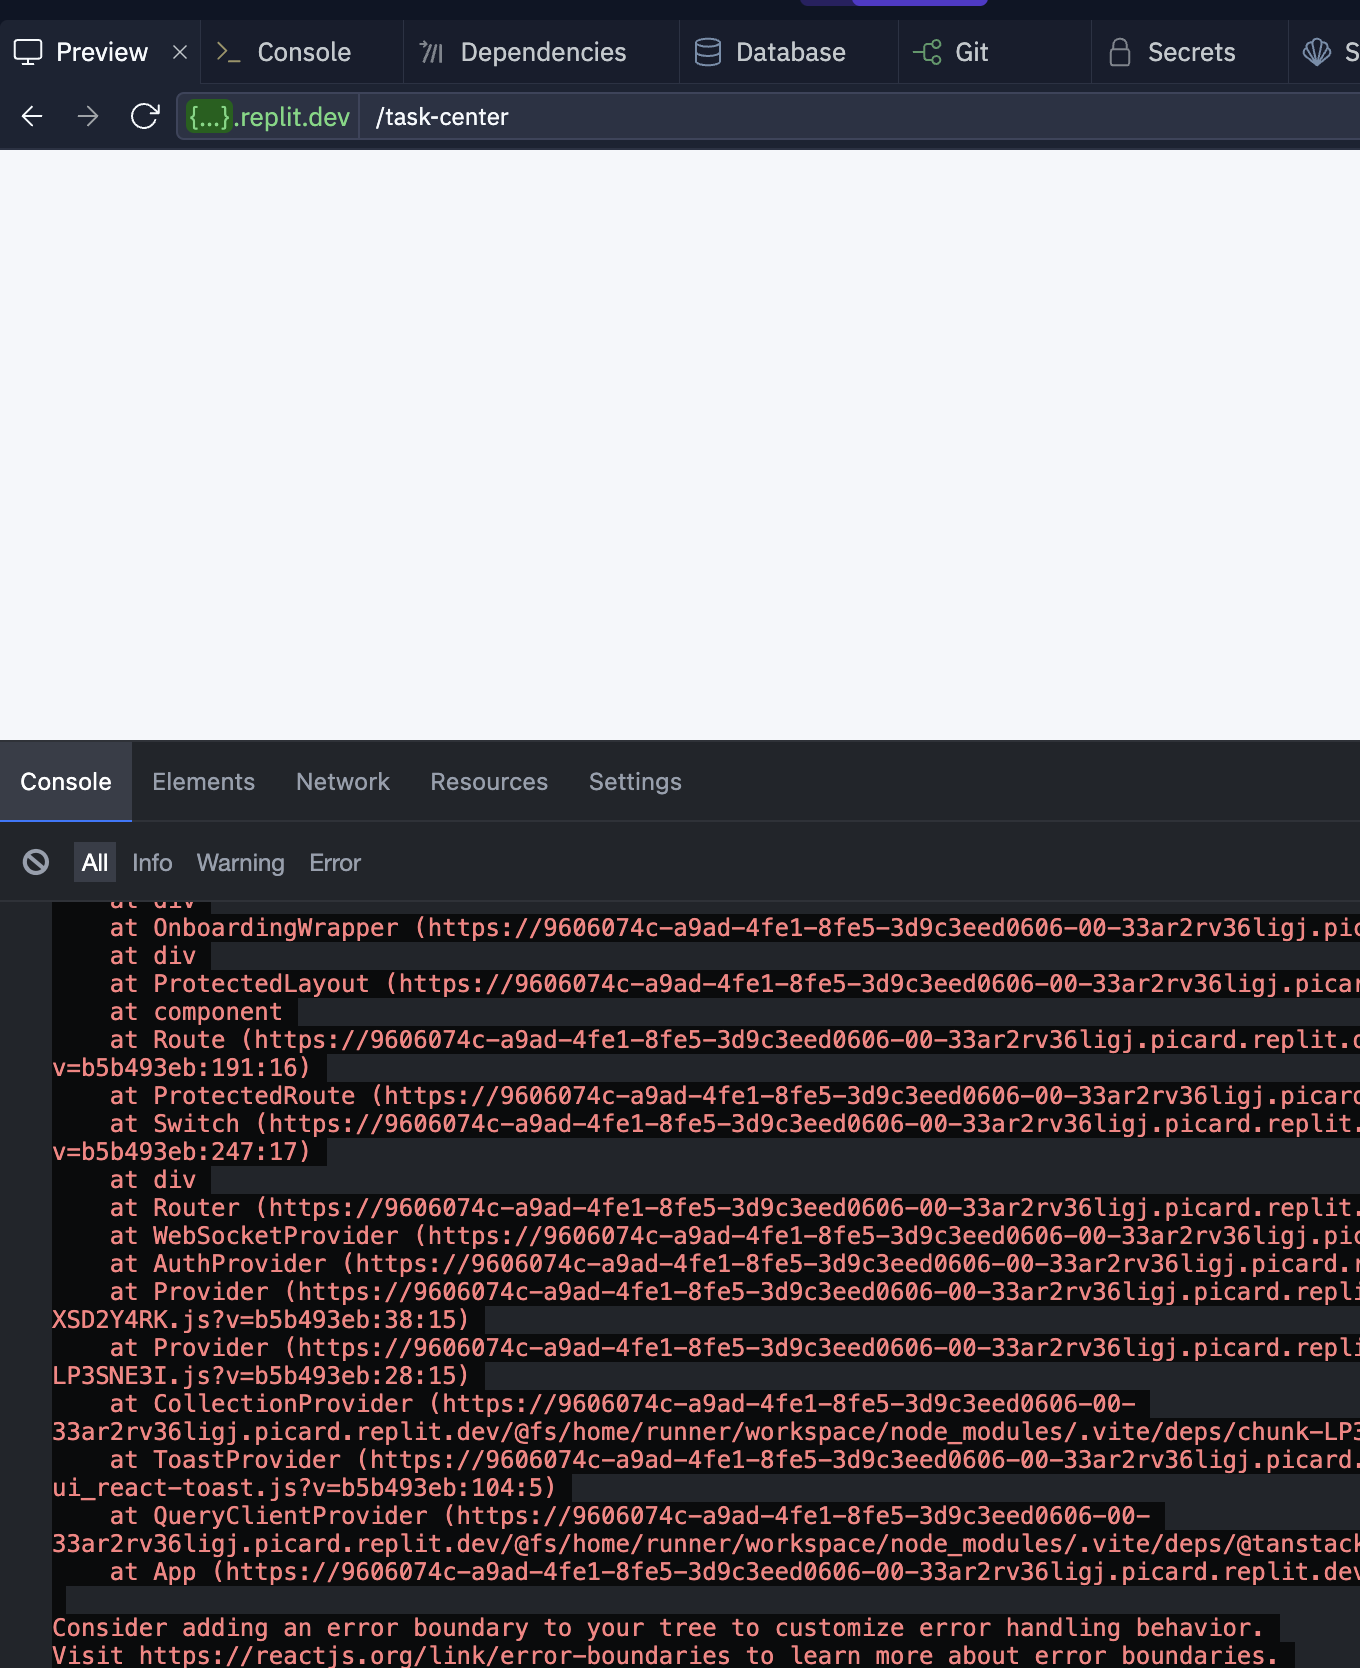 Preview
Console
Dependencies
Database
Git
Secrets
S
{...}.replit.dev
/task-center
Console Elements Network Resources Settings
All Info Warning Error
at div
at OnboardingWrapper (https://9606074c-a9ad-4fe1-8fe5-3d9c3eed0606-00-33ar2rv36ligj.pic
at div
at ProtectedLayout (https://9606074c-a9ad-4fe1-8fe5-3d9c3eed0606-00-33ar2rv36ligj.picar
at component
at Route (https://9606074c-a9ad-4fe1-8fe5-3d9c3eed0606-00-33ar2rv36ligj.picard.replit.d
v=b5b493eb:191:16)
at ProtectedRoute (https://9606074c-a9ad-4fe1-8fe5-3d9c3eed0606-00-33ar2rv36ligj.picard
at Switch (https://9606074c-a9ad-4fe1-8fe5-3d9c3eed0606-00-33ar2rv36ligj.picard.replit.
v=b5b493eb:247:17)
at div
at Router (https://9606074c-a9ad-4fe1-8fe5-3d9c3eed0606-00-33ar2rv36ligj.picard.replit.
at WebSocketProvider (https://9606074c-a9ad-4fe1-8fe5-3d9c3eed0606-00-33ar2rv36ligj.pic
at AuthProvider (https://9606074c-a9ad-4fe1-8fe5-3d9c3eed0606-00-33ar2rv36ligj.picard.r
at Provider (https://9606074c-a9ad-4fe1-8fe5-3d9c3eed0606-00-33ar2rv36ligj.picard.repli
XSD2Y4RK.js?v=b5b493eb:38:15)
at Provider (https://9606074c-a9ad-4fe1-8fe5-3d9c3eed0606-00-33ar2rv36ligj.picard.repli
LP3SNE3I.js?v=b5b493eb:28:15)
at CollectionProvider (https://9606074c-a9ad-4fe1-8fe5-3d9c3eed0606-00-
33ar2rv36ligj.picard.replit.dev/@fs/home/runner/workspace/node_modules/.vite/deps/chunk-LP3
at ToastProvider (https://9606074c-a9ad-4fe1-8fe5-3d9c3eed0606-00-33ar2rv36ligj.picard.
ui_react-toast.js?v=b5b493eb:104:5)
at QueryClientProvider (https://9606074c-a9ad-4fe1-8fe5-3d9c3eed0606-00-
33ar2rv36ligj.picard.replit.dev/@fs/home/runner/workspace/node_modules/.vite/deps/@tanstack
at App (https://9606074c-a9ad-4fe1-8fe5-3d9c3eed0606-00-33ar2rv36ligj.picard.replit.dev
Consider adding an error boundary to your tree to customize error handling behavior.
Visit https://reactjs.org/link/error-boundaries to learn more about error boundaries.